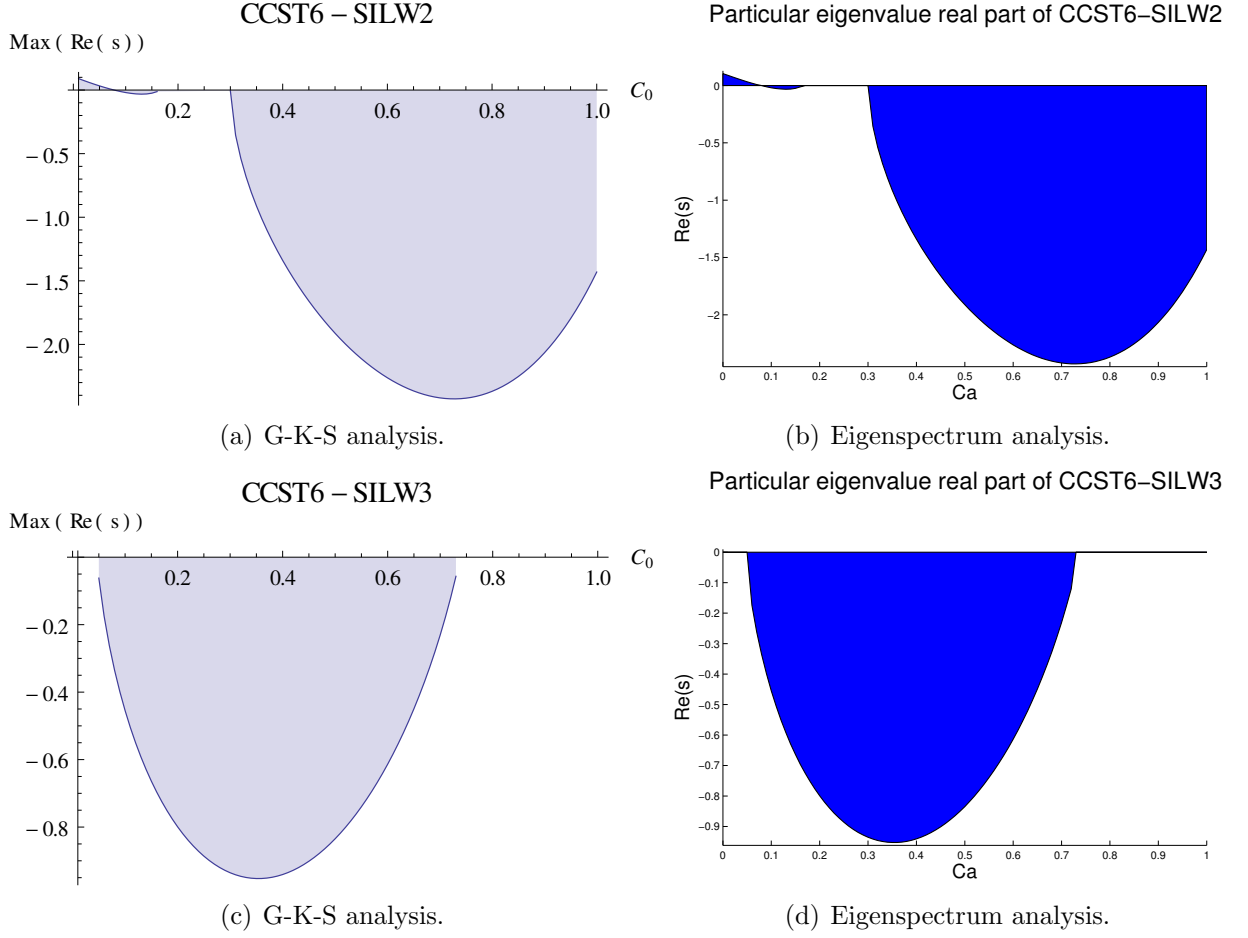 CCST6 – SILW2
Max ( Re( s ) )
C0
0.2 0.4 0.6 0.8 1.0
– 0.5
– 1.0
– 1.5
– 2.0
(a) G-K-S analysis.
Particular eigenvalue real part of CCST6–SILW2
0
–0.5
–1
–1.5
–2
Re(s)
0 0.1 0.2 0.3 0.4 0.5 0.6 0.7 0.8 0.9 1
Ca
(b) Eigenspectrum analysis.
CCST6 – SILW3
Max ( Re( s ) )
C0
0.2 0.4 0.6 0.8 1.0
– 0.2
– 0.4
– 0.6
– 0.8
(c) G-K-S analysis.
Particular eigenvalue real part of CCST6–SILW3
0
–0.1
–0.2
–0.3
–0.4
–0.5
–0.6
–0.7
–0.8
–0.9
Re(s)
0 0.1 0.2 0.3 0.4 0.5 0.6 0.7 0.8 0.9 1
Ca
(d) Eigenspectrum analysis.